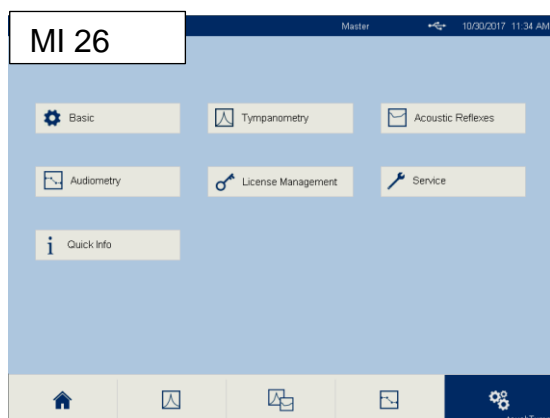 MI 26
Master
10/30/2017 11:34 AM
Basic
Tympanometry
Acoustic Reflexes
Audiometry
License Management
Service
i Quick Info